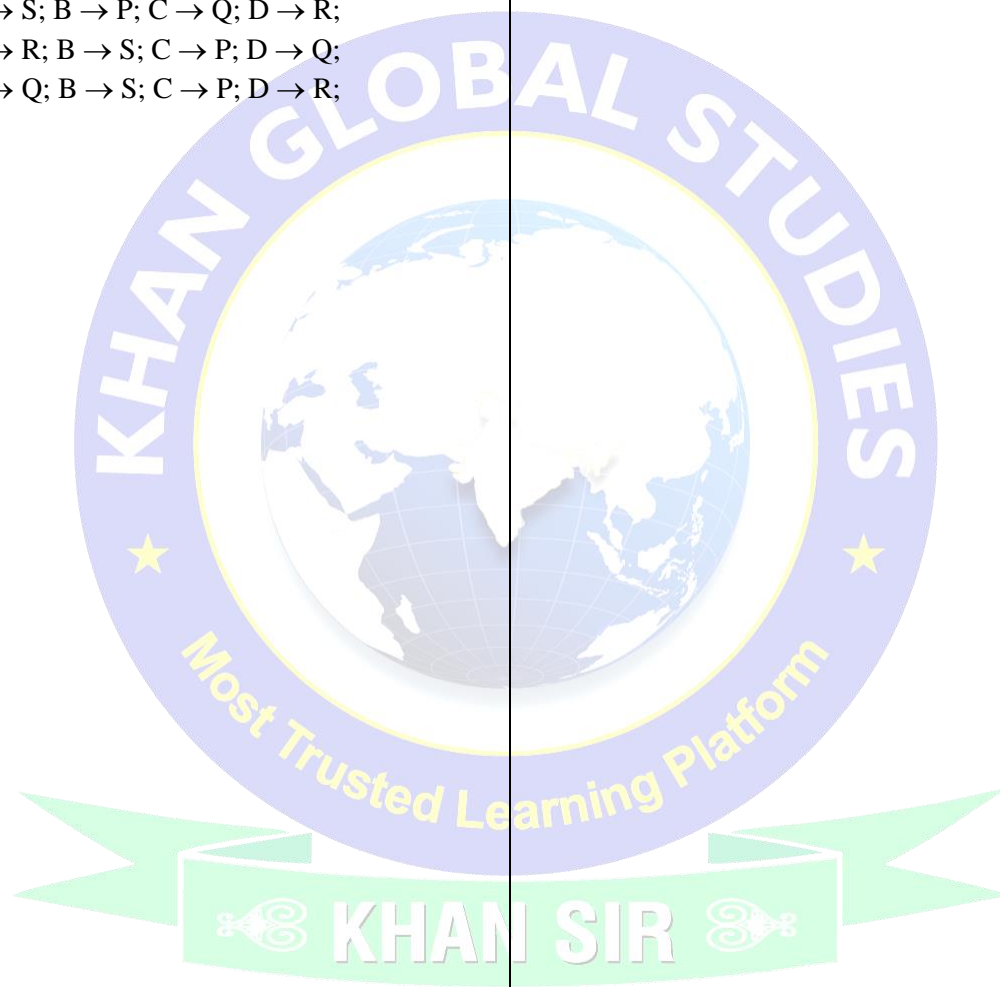 → S; B → P; C → Q; D → R;
→ R; B → S; C → P; D → Q;
→ Q; B → S; C → P; D → R;
KHAN GLOBAL STUDIES
Most Trusted Learning Platform
KHAN SIR